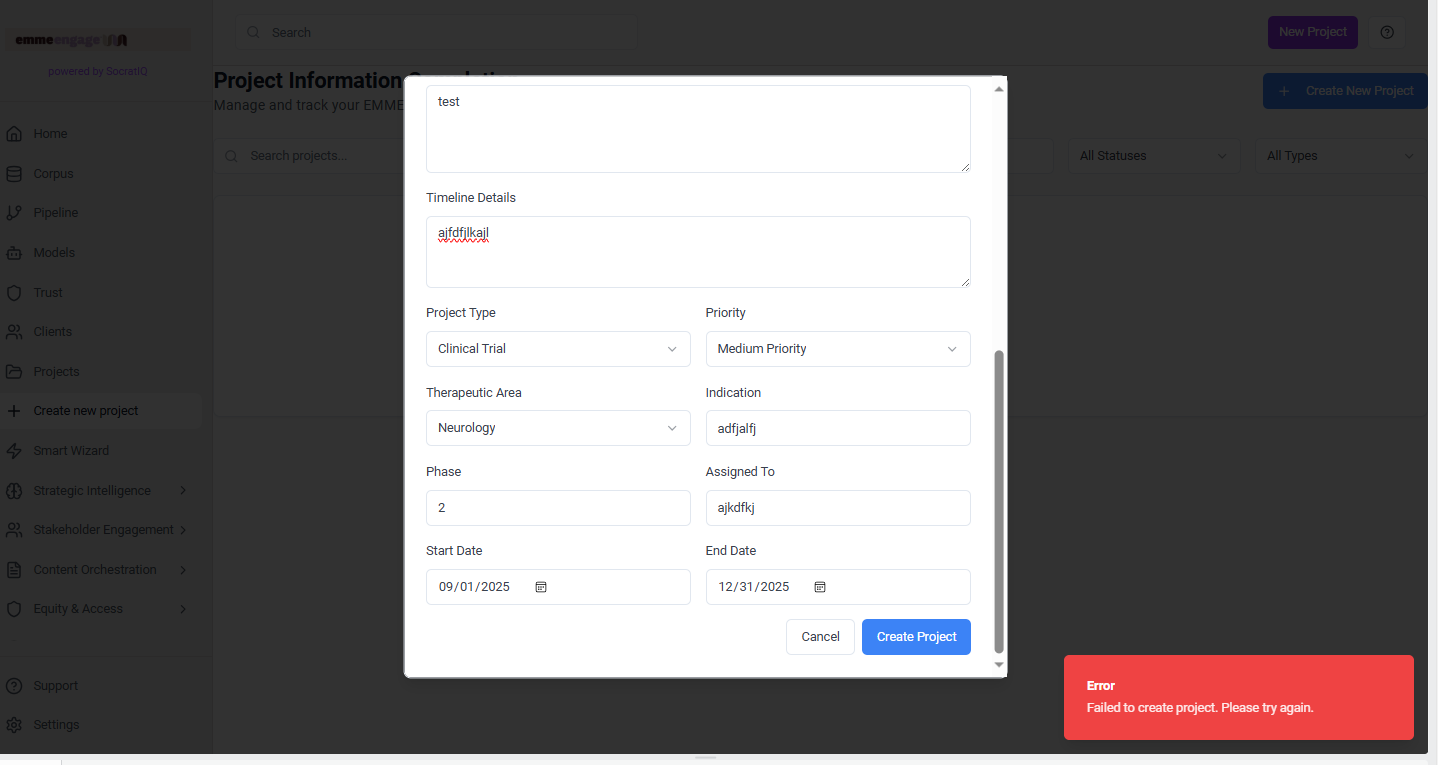 emmeengage
powered by SocratIQ
Home
Corpus
Pipeline
Models
Trust
Clients
Projects
Create new project
Smart Wizard
Strategic Intelligence
Stakeholder Engagement
Content Orchestration
Equity & Access
Support
Settings
Search
New Project
Project Information
Manage and track your EMME
Create New Project
Search projects...
All Statuses
All Types
test
Timeline Details
ajfdfjlkajl
Project Type
Priority
Clinical Trial
Medium Priority
Therapeutic Area
Indication
Neurology
adfjalfj
Phase
Assigned To
2
ajkdfkj
Start Date
End Date
09/01/2025
12/31/2025
Cancel
Create Project
Error
Failed to create project. Please try again.